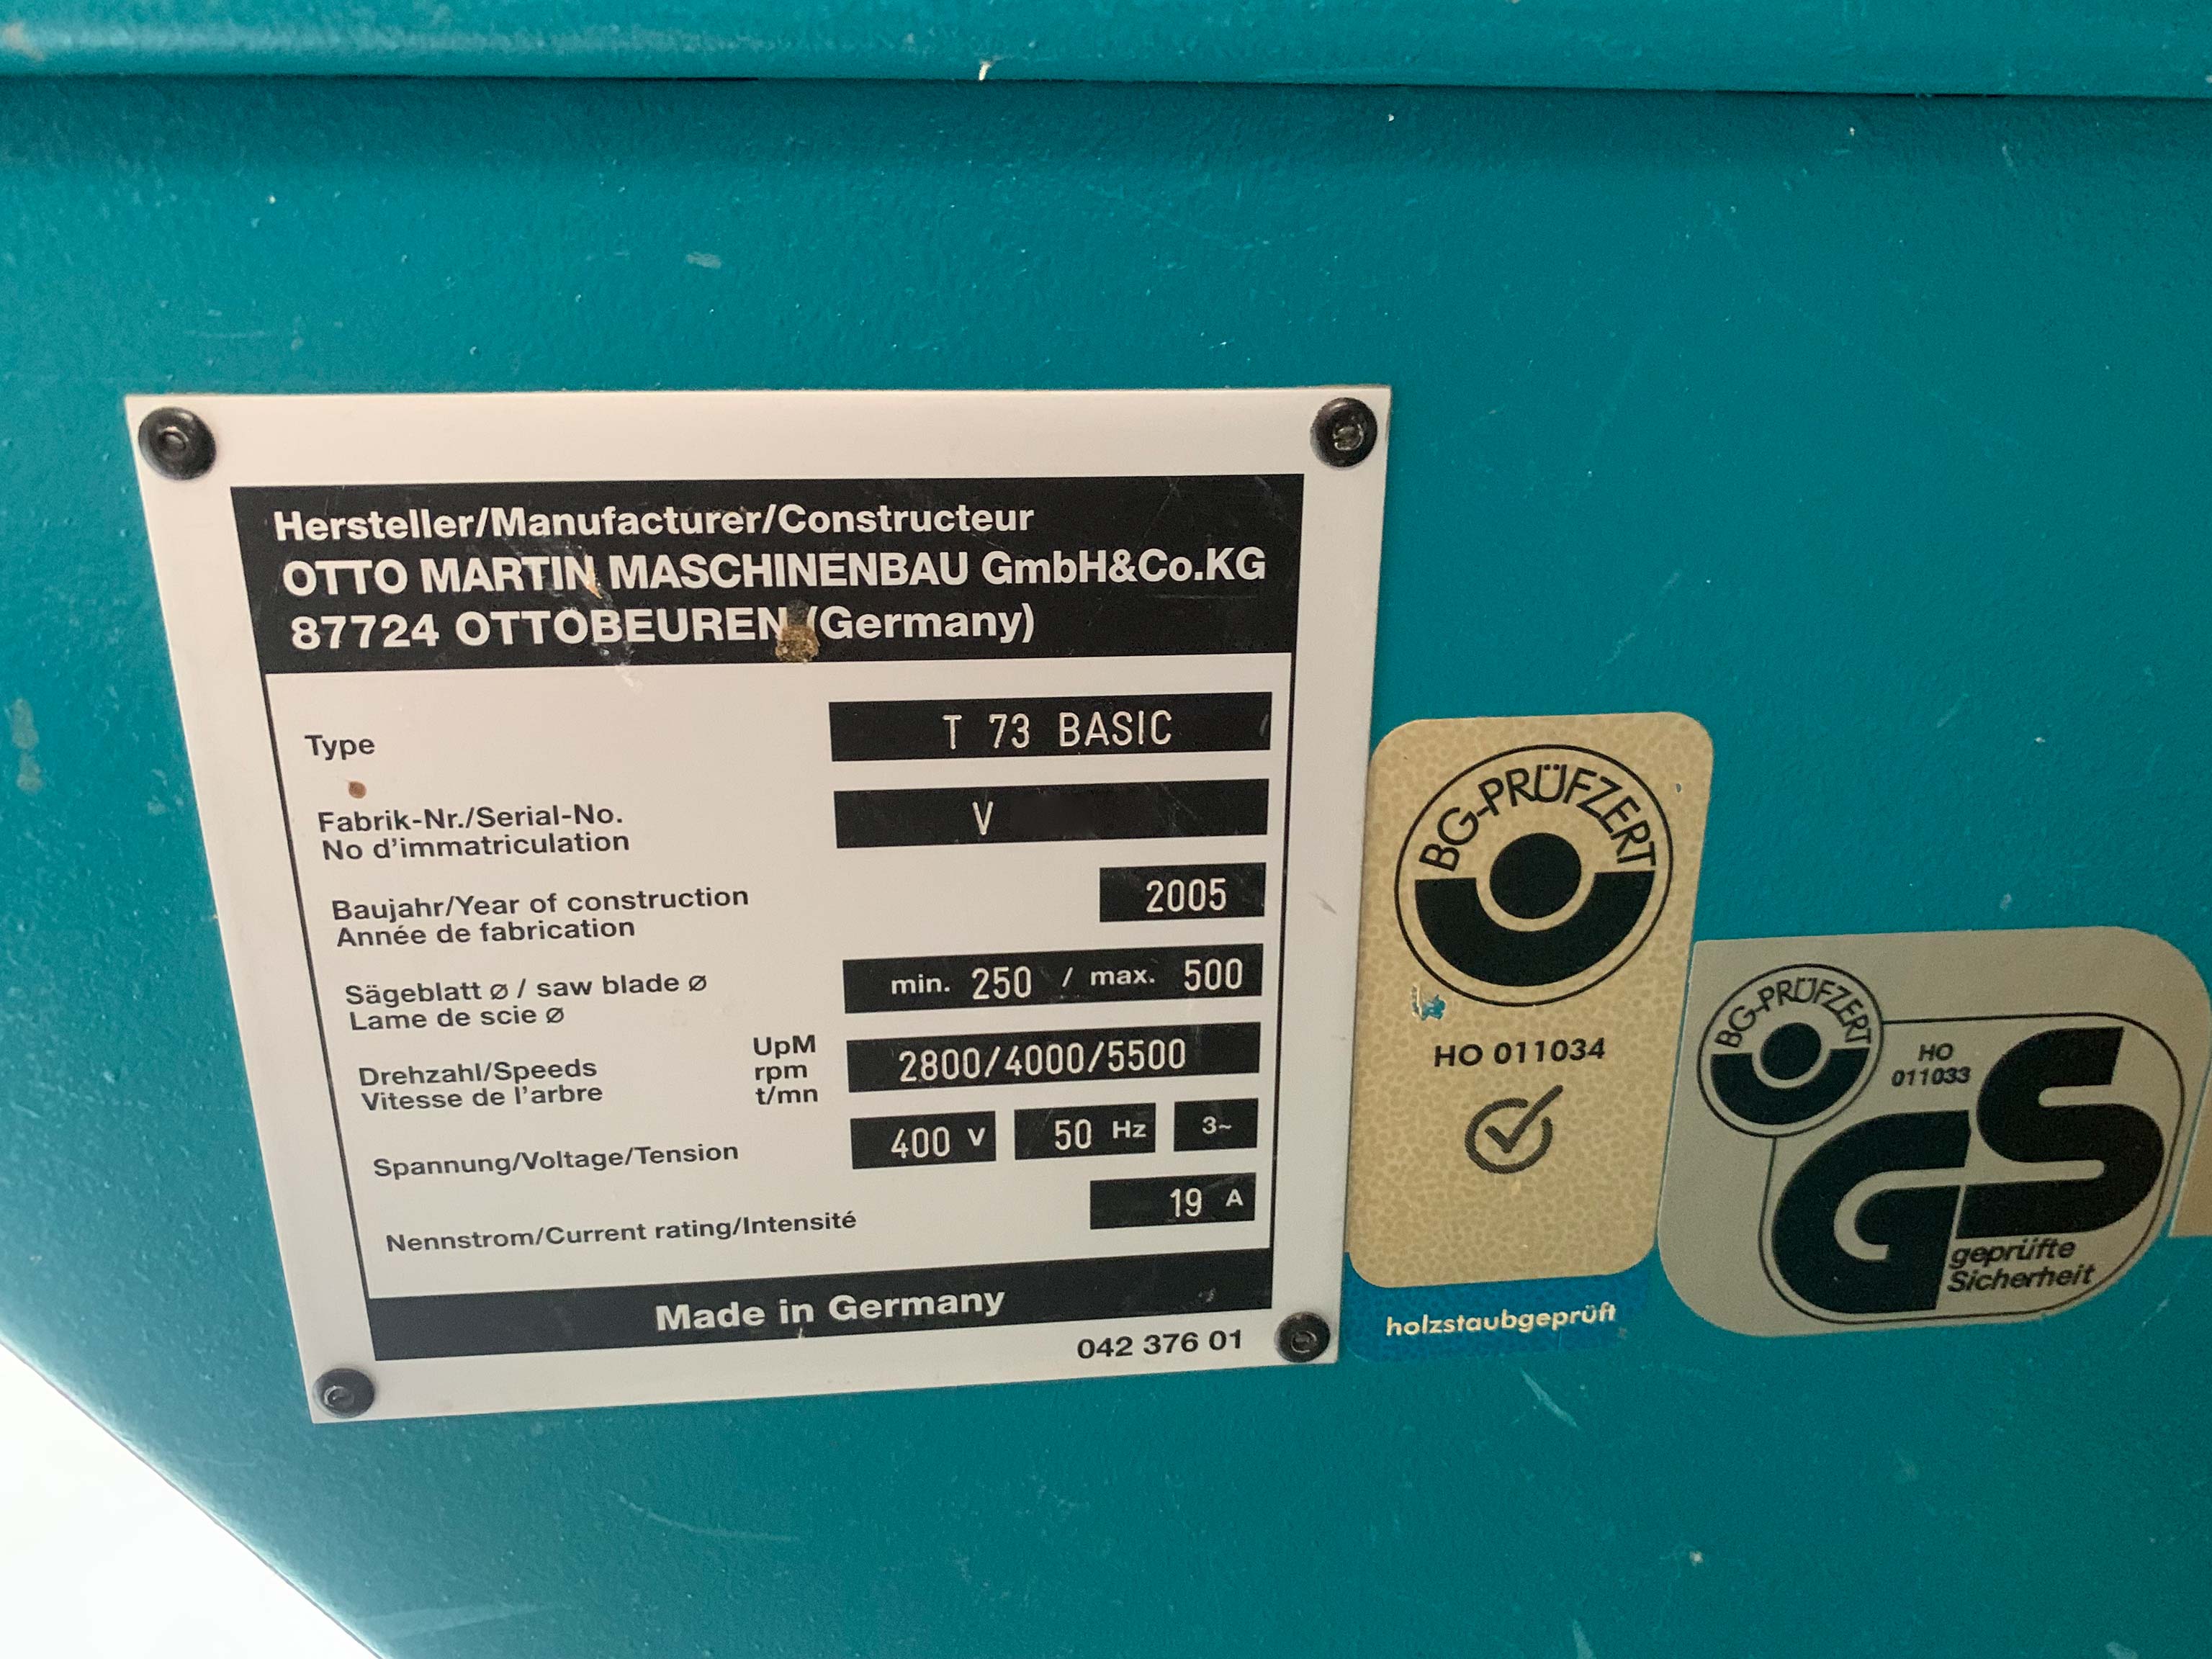 Hersteller/Manufacturer/Constructeur
OTTO MARTIN MASCHINENBAU GmbH&Co.KG
87724 OTTOBEUREN (Germany)
Type T 73 BASIC
Fabrik-Nr./Serial-No. V
No d'immatriculation
Baujahr/Year of construction 2005
Année de fabrication
Sägeblatt ø / saw blade ø min. 250 / max. 500
Lame de scie ø
UpM
Drehzahl/Speeds rpm 2800/4000/5500
Vitesse de l'arbre t/mn
Spannung/Voltage/Tension 400 V 50 Hz 3~
Nennstrom/Current rating/Intensité 19 A
Made in Germany
042 376 01
BG-PRÜFZERT
HO 011034
holzstaubgeprüft
BG-PRÜFZERT
HO
011033
GS
geprüfte
Sicherheit